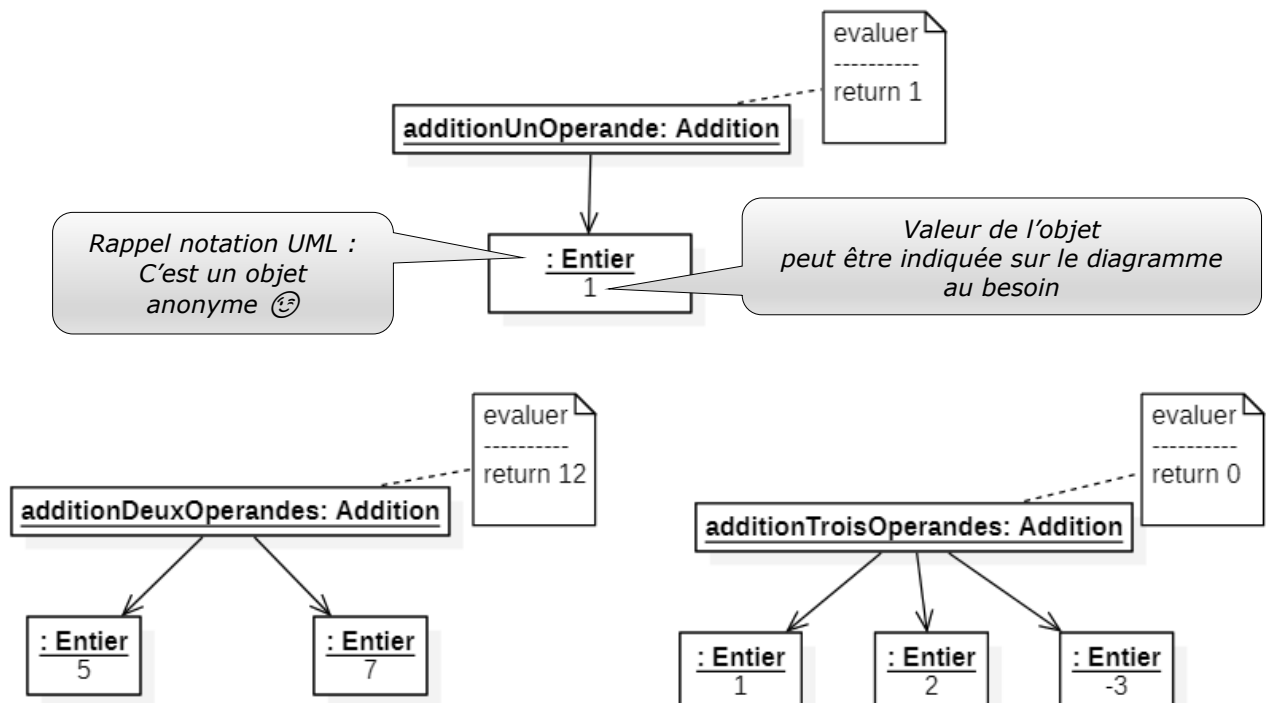 evaluer
----------
return 1
additionUnOperande: Addition
Rappel notation UML :
C'est un objet
anonyme 😉
: Entier
1
Valeur de l'objet
peut être indiquée sur le diagramme
au besoin
evaluer
----------
return 12
additionDeuxOperandes: Addition
: Entier
5
: Entier
7
evaluer
-----------
return 0
additionTroisOperandes: Addition
: Entier
1
: Entier
2
: Entier
-3